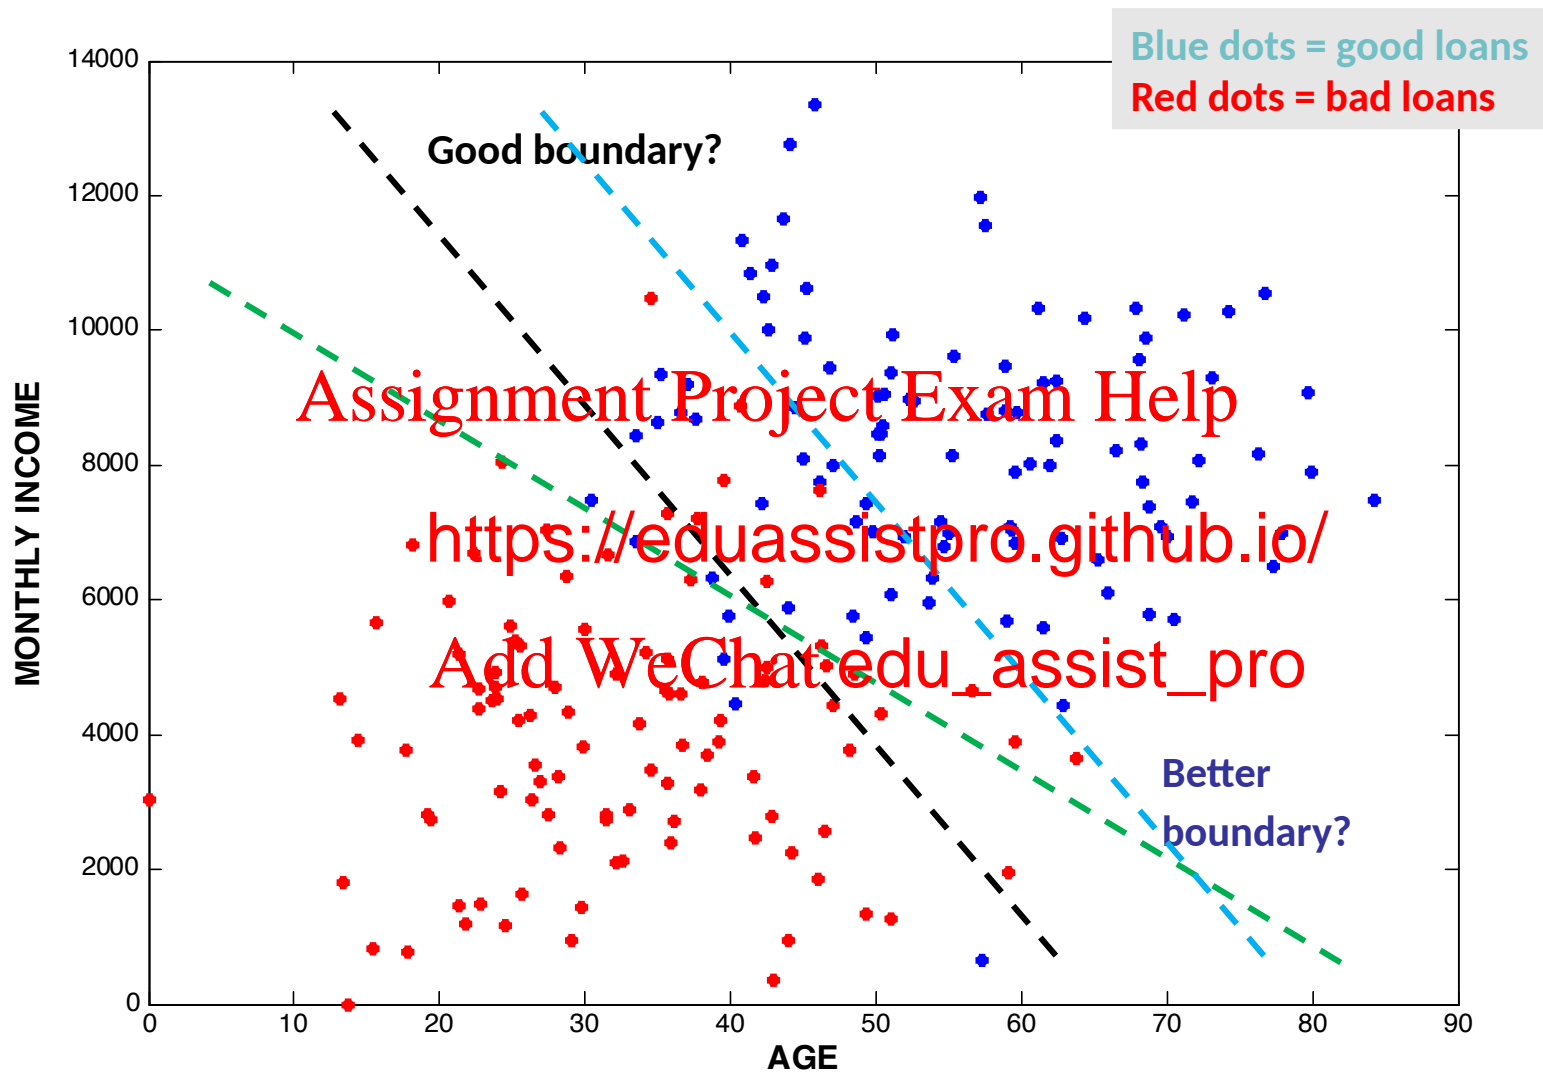 Blue dots = good loans
Red dots = bad loans
14000
Good boundary?
12000
10000
Assignment Project Exam Help
8000
https://eduassistpro.github.io/
6000
Add WeChat edu_assist_pro
4000
Better
boundary?
2000
0
0 10 20 30 40 50 60 70 80 90
AGE
MONTHLY INCOME